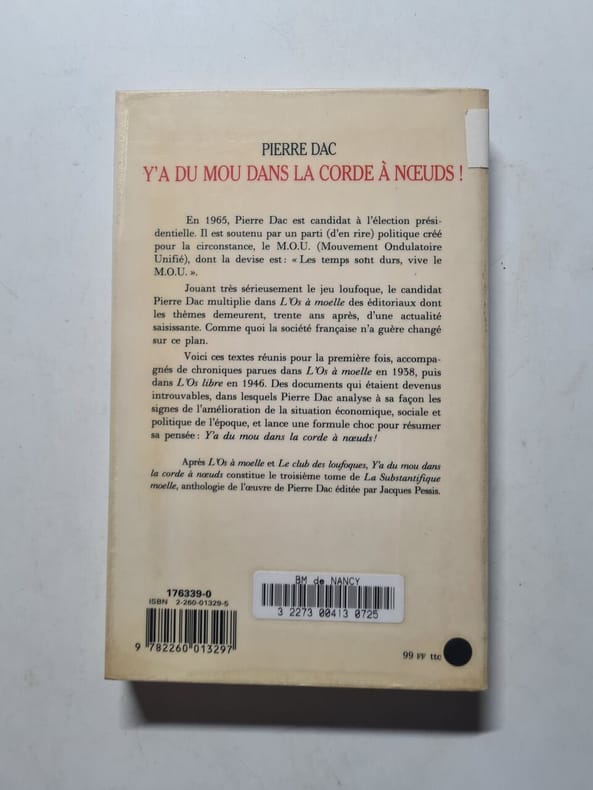 PIERRE DAC
Y'A DU MOU DANS LA CORDE À NŒUDS !
En 1965, Pierre Dac est candidat à l'élection prési-
dentielle. Il est soutenu par un parti (d'en rire) politique créé
pour la circonstance, le M.O.U. (Mouvement Ondulatoire
Unifié), dont la devise est : « Les temps sont durs, vive le
M.O.U. ».
Jouant très sérieusement le jeu loufoque, le candidat
Pierre Dac multiplie dans L'Os à moelle des éditoriaux dont
les thèmes demeurent, trente ans après, d'une actualité
saisissante. Comme quoi la société française n'a guère changé
sur ce plan.
Voici ces textes réunis pour la première fois, accompa-
gnés de chroniques parues dans L'Os à moelle en 1938, puis
dans L'Os libre en 1946. Des documents qui étaient devenus
introuvables, dans lesquels Pierre Dac analyse à sa façon les
signes de l'amélioration de la situation économique, sociale et
politique de l'époque, et lance une formule choc pour résumer
sa pensée : Y'a du mou dans la corde à nœuds !
Après L'Os à moelle et Le club des loufoques, Y'a du mou dans
la corde à nœuds constitue le troisième tome de La Substantifique
moelle, anthologie de l'œuvre de Pierre Dac éditée par Jacques Pessis.
BM de NANCY
3 2273 00413 0725
176339-0
ISBN 2-260-01329-5
9 782260 013297
99 FF ttc